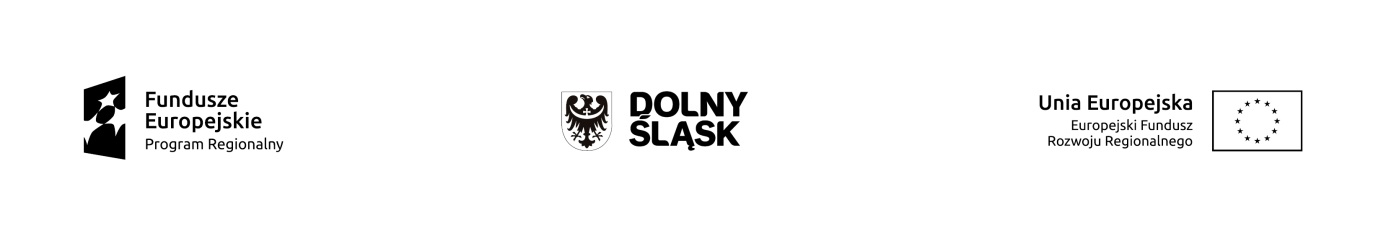 Fundusze
Europejskie
Program Regionalny
DOLNY
ŚLĄSK
Unia Europejska
Europejski Fundusz
Rozwoju Regionalnego